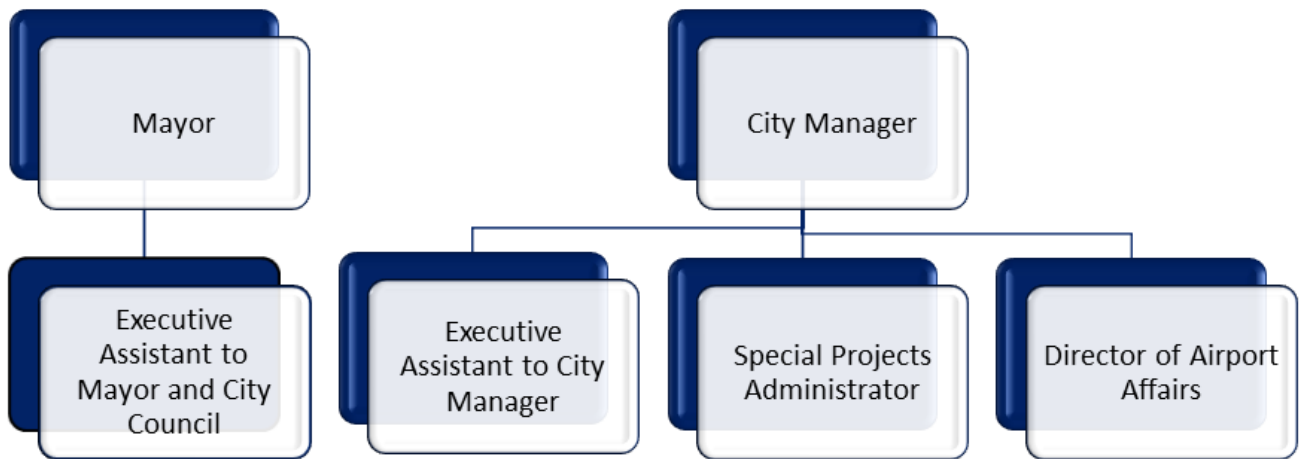 Mayor
City Manager
Executive
Assistant to
Mayor and City
Council
Executive
Assistant to City
Manager
Special Projects
Administrator
Director of Airport
Affairs